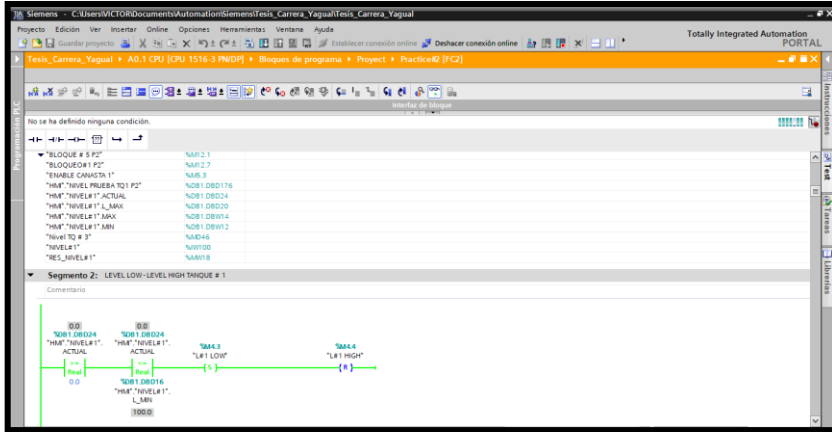 Siemens - C:\Users\VICTOR\Documents\Automation\Siemens\Tesis_Carrera_Yagual\Tesis_Carrera_Yagual
Proyecto Edición Ver Insertar Online Opciones Herramientas Ventana Ayuda
Totally Integrated Automation
PORTAL
Guardar proyecto Establecer conexión online Deshacer conexión online
Tesis_Carrera_Yagual A0.1 CPU [CPU 1516-3 PN/DP] Bloques de programa Proyect Practice#2 [FC2]
Interfaz de bloque
No se ha definido ninguna condición.
"BLOQUE # 5 P2" %M12.1
"BLOQUEO#1 P2" %M12.7
"ENABLE CANASTA 1" %M5.3
"HMI"."NIVEL PRUEBA TQ1 P2" %DB1.DBD176
"HMI"."NIVEL#1".ACTUAL %DB1.DBD24
"HMI"."NIVEL#1".L_MAX %DB1.DBD20
"HMI"."NIVEL#1".MAX %DB1.DBW14
"HMI"."NIVEL#1".MIN %DB1.DBW12
"Nivel TQ # 3" %MD46
"NIVEL#1" %IW100
"RES_NIVEL#1" %MW18
Segmento 2: LEVEL LOW-LEVEL HIGH TANQUE # 1
Comentario
0.0 0.0
%DB1.DBD24 %DB1.DBD24
"HMI"."NIVEL#1". "HMI"."NIVEL#1". %M4.3 %M4.4
ACTUAL ACTUAL "L#1 LOW" "L#1 HIGH"
>= <= S R
Real Real
0.0 %DB1.DBD16
"HMI"."NIVEL#1".
L_MIN
100.0
Programación PLC
Instrucciones
Test
Tareas
Librerías